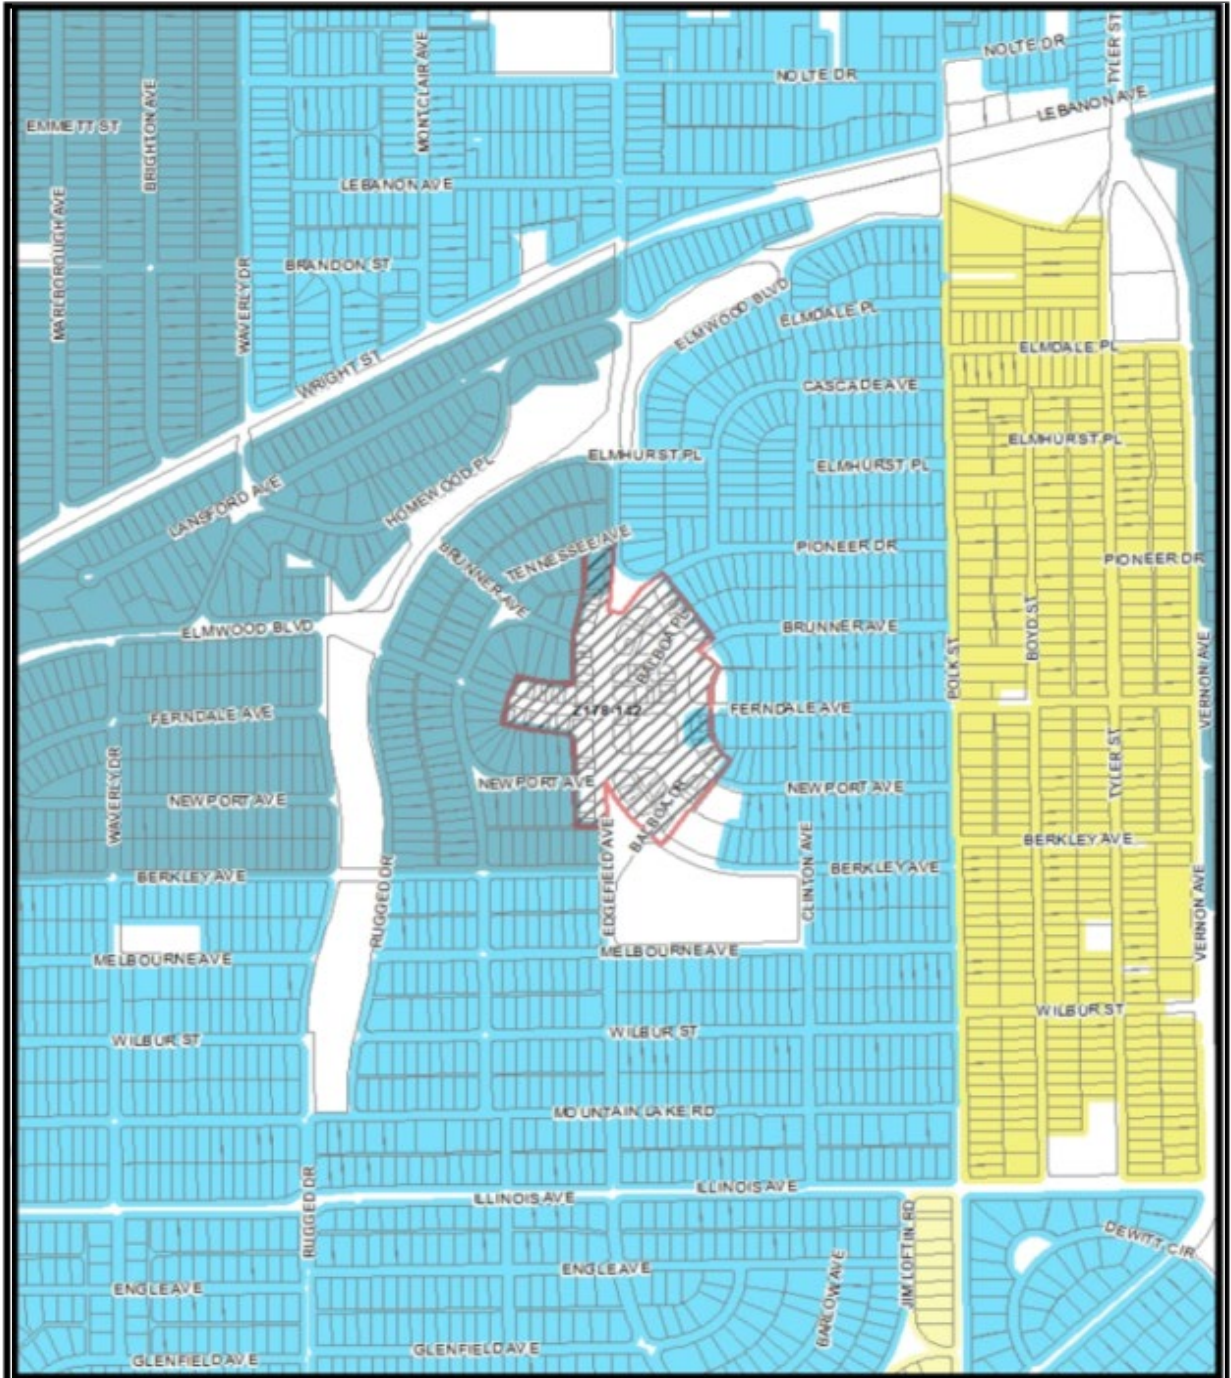 TYLER ST
NOLTE DR
NOLTE DR
MONTCLAIR AVE
BRIGHTON AVE
LEBANON AVE
EMMETT ST
LEBANON AVE
MARLBOROUGH AVE
BRANDON ST
WAVERLY DR
ELMWOOD BLVD
ELMDALE PL
ELMDALE PL
WRIGHT ST
CASCADE AVE
ELMHURST PL
ELMHURST PL
ELMHURST PL
LANSFORD AVE
HOMEWOOD PL
TENNESSEE AVE
PIONEER DR
PIONEER DR
BRUNNER AVE
BOYD ST
ELMWOOD BLVD
BALBOA PL
BRUNNER AVE
POLK ST
VERNON AVE
FERNDALE AVE
Z178-142
FERNDALE AVE
TYLER ST
WAVERLY DR
NEWPORT AVE
NEWPORT AVE
NEWPORT AVE
BALBOA DR
BERKLEY AVE
BERKLEY AVE
BERKLEY AVE
EDGEFIELD AVE
CLINTON AVE
RUGGED DR
VERNON AVE
MELBOURNE AVE
MELBOURNE AVE
WILBUR ST
WILBUR ST
WILBUR ST
MOUNTAIN LAKE RD
ILLINOIS AVE
ILLINOIS AVE
RUGGED DR
JIM LOFTIN RD
DEWITT CIR
ENGLE AVE
ENGLE AVE
BARLOW AVE
GLENFIELD AVE
GLENFIELD AVE